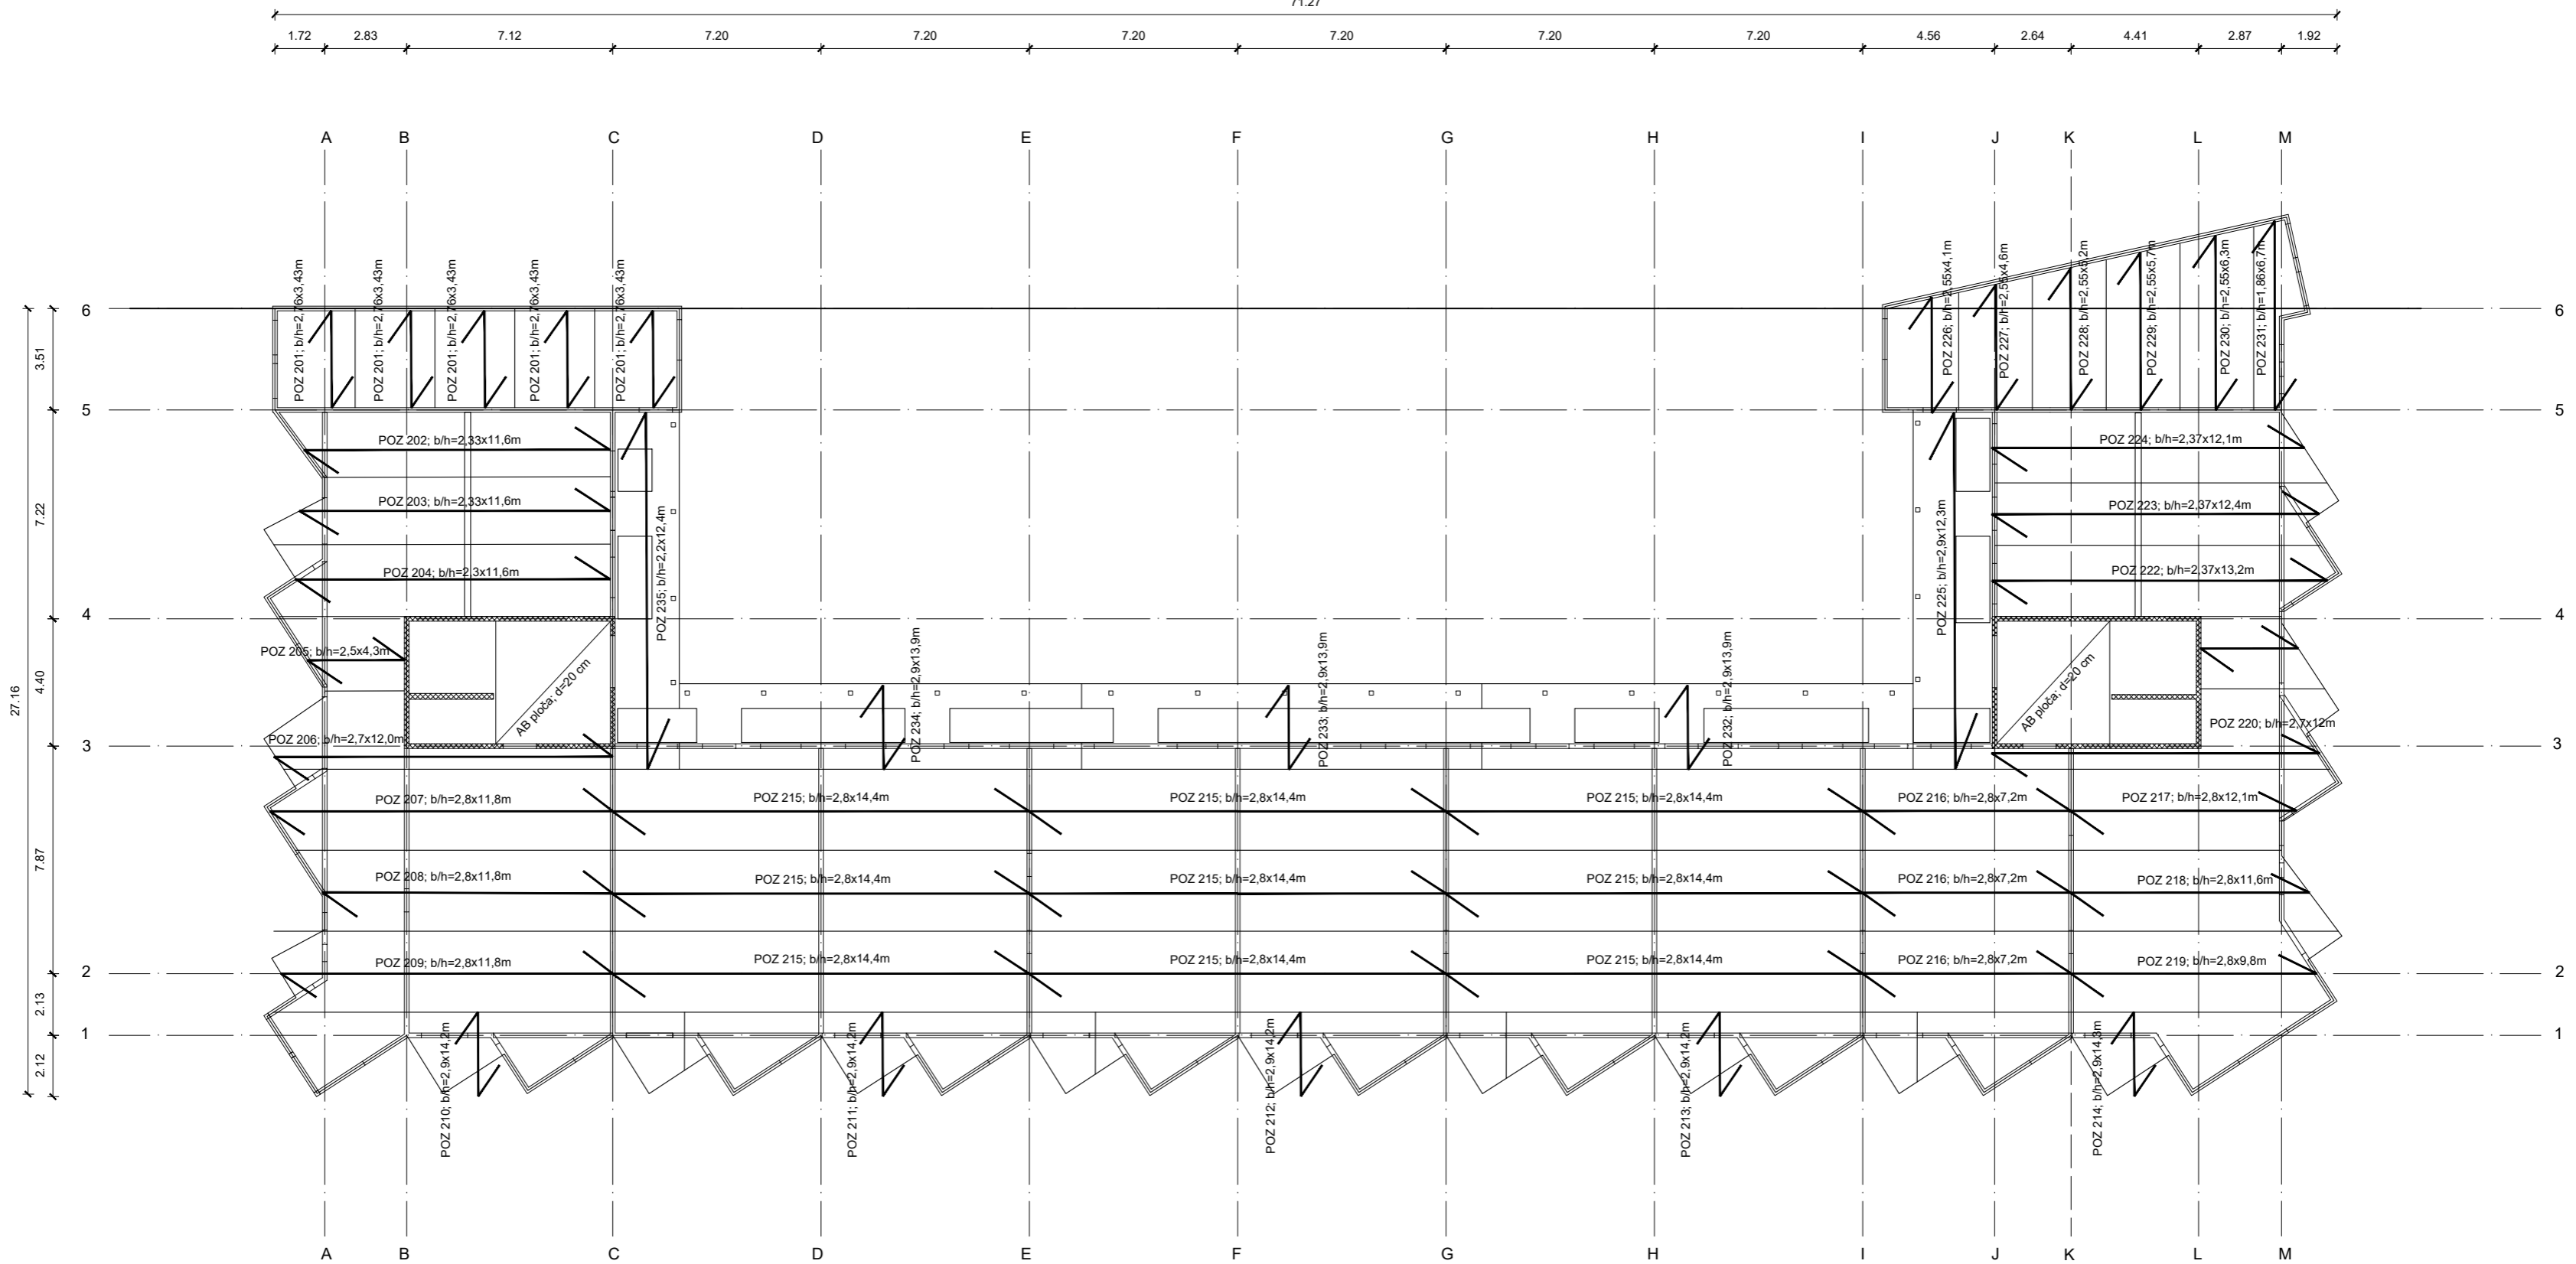 71.27
1.72 2.83 7.12 7.20 7.20 7.20 7.20 7.20 7.20 4.56 2.64 4.41 2.87 1.92
A B C D E F G H I J K L M
POZ 201; b/h=2,76x3,43m
POZ 201; b/h=2,76x3,43m
POZ 201; b/h=2,76x3,43m
POZ 201; b/h=2,76x3,43m
POZ 201; b/h=2,76x3,43m
POZ 226; b/h=2,55x4,1m
POZ 227; b/h=2,55x4,6m
POZ 228; b/h=2,55x5,2m
POZ 229; b/h=2,55x5,7m
POZ 230; b/h=2,55x6,3m
POZ 231; b/h=1,86x6,7m
6 6
3.51
5 5
POZ 202; b/h=2,33x11,6m
POZ 224; b/h=2,37x12,1m
7.22
POZ 203; b/h=2,33x11,6m
POZ 223; b/h=2,37x12,4m
POZ 235; b/h=2,2x12,4m
POZ 225; b/h=2,9x12,3m
POZ 204; b/h=2,3x11,6m
POZ 222; b/h=2,37x13,2m
4 4
POZ 205; b/h=2,5x4,3m
4.40
27.16
AB ploča; d=20 cm
POZ 234; b/h=2,9x13,9m
POZ 233; b/h=2,9x13,9m
POZ 232; b/h=2,9x13,9m
AB ploča; d=20 cm
POZ 220; b/h=2,7x12m
POZ 206; b/h=2,7x12,0m
3 3
POZ 207; b/h=2,8x11,8m
POZ 215; b/h=2,8x14,4m
POZ 215; b/h=2,8x14,4m
POZ 215; b/h=2,8x14,4m
POZ 216; b/h=2,8x7,2m
POZ 217; b/h=2,8x12,1m
7.87
POZ 208; b/h=2,8x11,8m
POZ 215; b/h=2,8x14,4m
POZ 215; b/h=2,8x14,4m
POZ 215; b/h=2,8x14,4m
POZ 216; b/h=2,8x7,2m
POZ 218; b/h=2,8x11,6m
POZ 209; b/h=2,8x11,8m
POZ 215; b/h=2,8x14,4m
POZ 215; b/h=2,8x14,4m
POZ 215; b/h=2,8x14,4m
POZ 216; b/h=2,8x7,2m
POZ 219; b/h=2,8x9,8m
2 2
2.13
1 1
2.12
POZ 210; b/h=2,9x14,2m
POZ 211; b/h=2,9x14,2m
POZ 212; b/h=2,9x14,2m
POZ 213; b/h=2,9x14,2m
POZ 214; b/h=2,9x14,3m
A B C D E F G H I J K L M